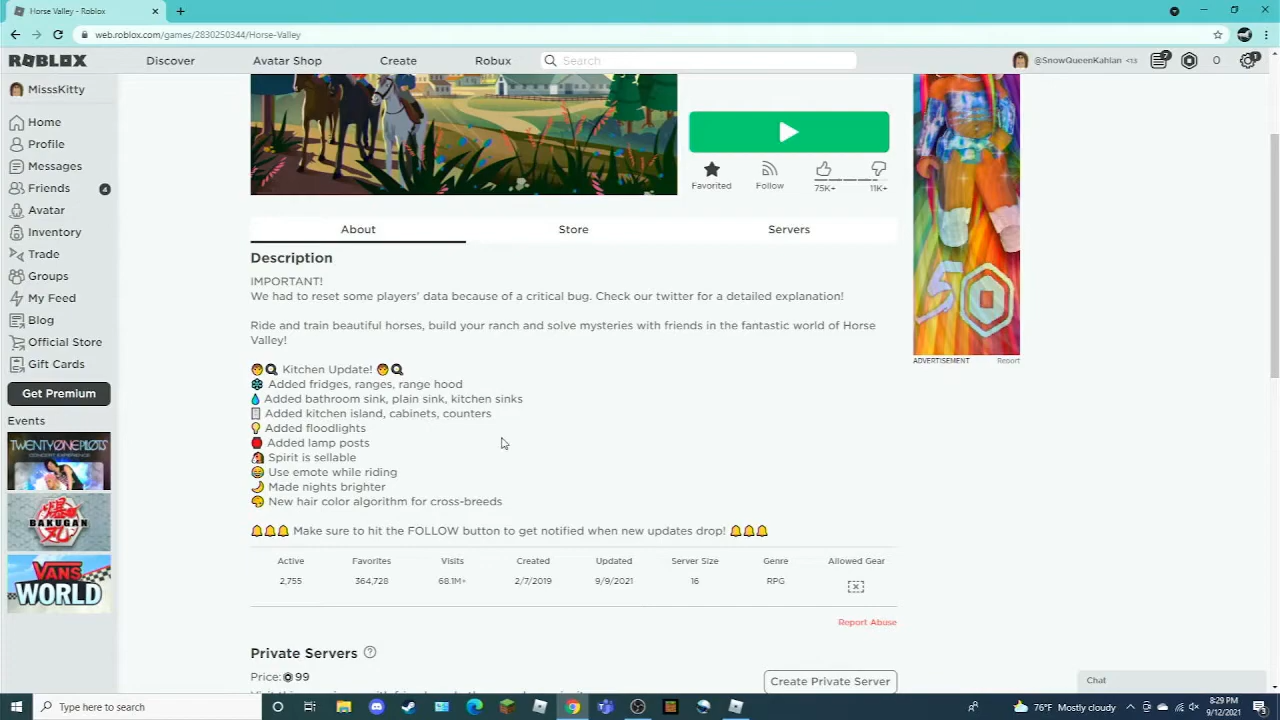 Horse Valley - Roblox
web.roblox.com/games/2830250344/Horse-Valley
ROBLOX
Discover
Avatar Shop
Create
Robux
Search
@SnowQueenKahlan <13
0
MisssKitty
Home
Profile
Messages
Friends
4
Avatar
Inventory
Trade
Groups
My Feed
Blog
Official Store
Gift Cards
Get Premium
Events
TWENTY ONE PILOTS
CONCERT EXPERIENCE
BAKUGAN
VANS
WORLD
Favorited
Follow
75K+
11K+
50
ADVERTISEMENT
Report
About
Store
Servers
Description
IMPORTANT!
We had to reset some players' data because of a critical bug. Check our twitter for a detailed explanation!
Ride and train beautiful horses, build your ranch and solve mysteries with friends in the fantastic world of Horse
Valley!
Kitchen Update!
Added fridges, ranges, range hood
Added bathroom sink, plain sink, kitchen sinks
Added kitchen island, cabinets, counters
Added floodlights
Added lamp posts
Spirit is sellable
Use emote while riding
Made nights brighter
New hair color algorithm for cross-breeds
Make sure to hit the FOLLOW button to get notified when new updates drop!
Active Favorites Visits Created Updated Server Size Genre Allowed Gear
2,755 364,728 68.1M+ 2/7/2019 9/9/2021 16 RPG
Report Abuse
Private Servers
Price: 99
Create Private Server
Chat
Type here to search
76°F Mostly cloudy
8:29 PM
9/12/2021